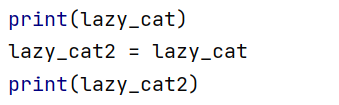 print(lazy_cat)
lazy_cat2 = lazy_cat
print(lazy_cat2)